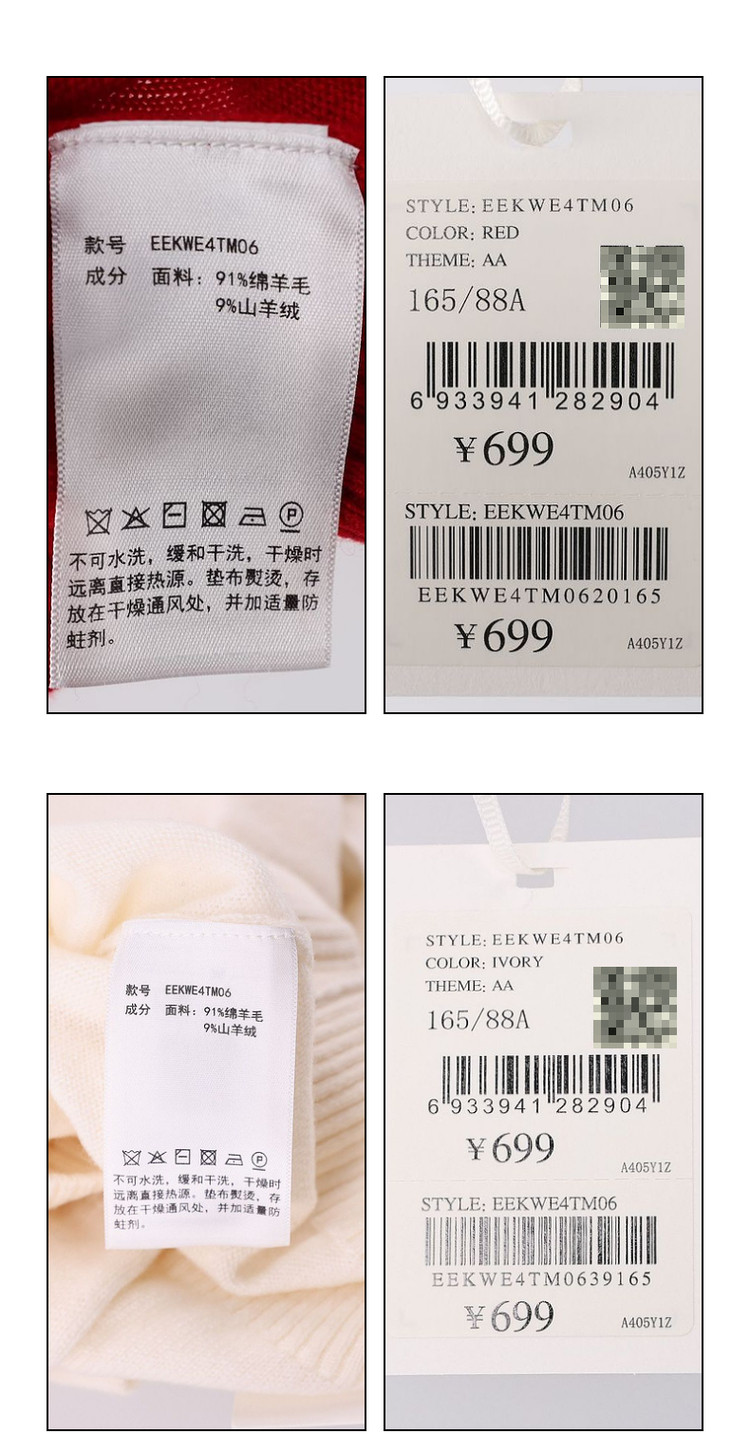 款号 EEKWE4TM06
成分 面料：91%绵羊毛
9%山羊绒
P
不可水洗，缓和干洗，干燥时
远离直接热源。垫布熨烫，存
放在干燥通风处，并加适量防
蛀剂。
STYLE: EEKWE4TM06
COLOR: RED
THEME: AA
165/88A
6 933941 282904
¥699
A405Y1Z
STYLE: EEKWE4TM06
EEKWE4TM0620165
¥699
A405Y1Z
款号 EEKWE4TM06
成分 面料：91%绵羊毛
9%山羊绒
P
不可水洗，缓和干洗，干燥时
远离直接热源。垫布熨烫，存
放在干燥通风处，并加适量防
蛀剂。
STYLE: EEKWE4TM06
COLOR: IVORY
THEME: AA
165/88A
6 933941 282904
¥699
A405Y1Z
STYLE: EEKWE4TM06
EEKWE4TM0639165
¥699
A405Y1Z